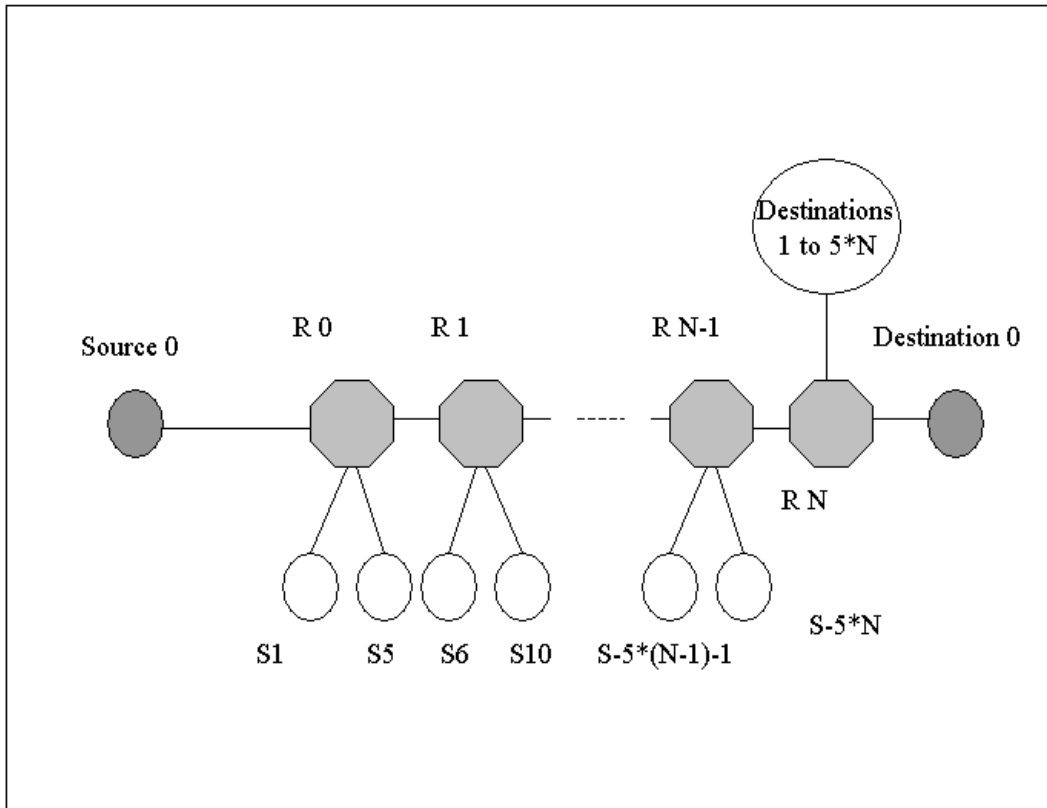 Destinations
1 to 5*N
R 0
R 1
R N-1
Destination 0
Source 0
R N
S-5*N
S1
S5
S6
S10
S-5*(N-1)-1